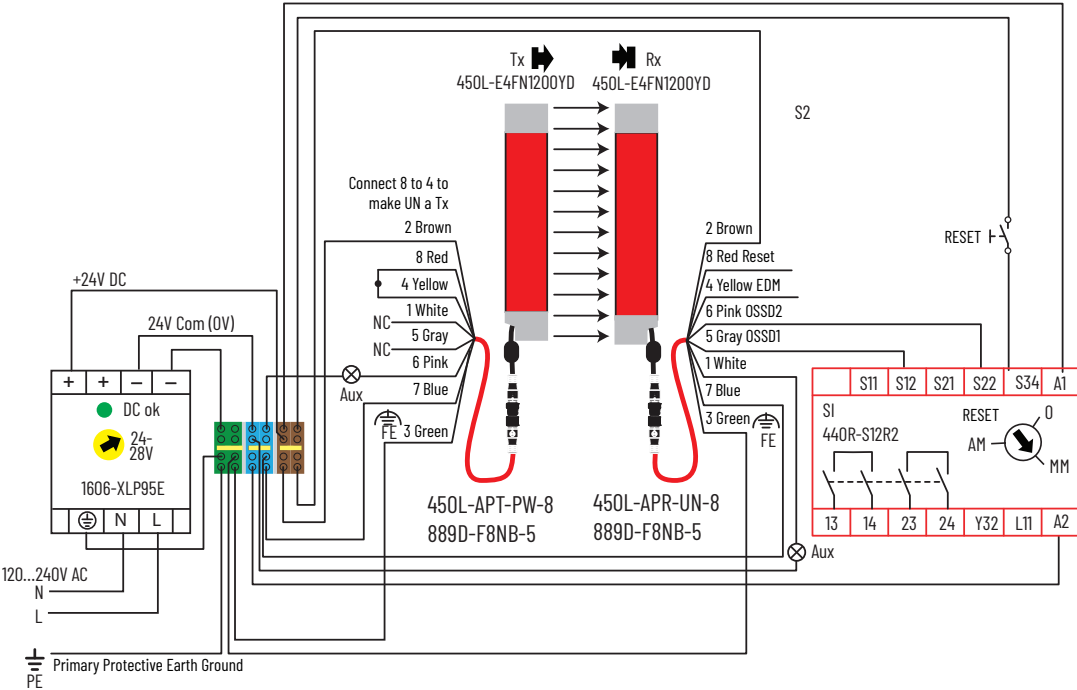 Tx
Rx
450L-E4FN1200YD
450L-E4FN1200YD
S2
Connect 8 to 4 to
make UN a Tx
2 Brown
8 Red
4 Yellow
1 White
NC
5 Gray
NC
6 Pink
Aux
7 Blue
FE
3 Green
2 Brown
8 Red Reset
4 Yellow EDM
6 Pink OSSD2
5 Gray OSSD1
1 White
7 Blue
3 Green
FE
RESET
+24V DC
24V Com (0V)
+ + – –
DC ok
24-
28V
1606-XLP95E
N L
120...240V AC
N
L
PE
Primary Protective Earth Ground
450L-APT-PW-8
889D-F8NB-5
450L-APR-UN-8
889D-F8NB-5
S11 S12 S21 S22 S34 A1
SI
440R-S12R2
RESET
0
AM
MM
13 14 23 24 Y32 L11 A2
Aux